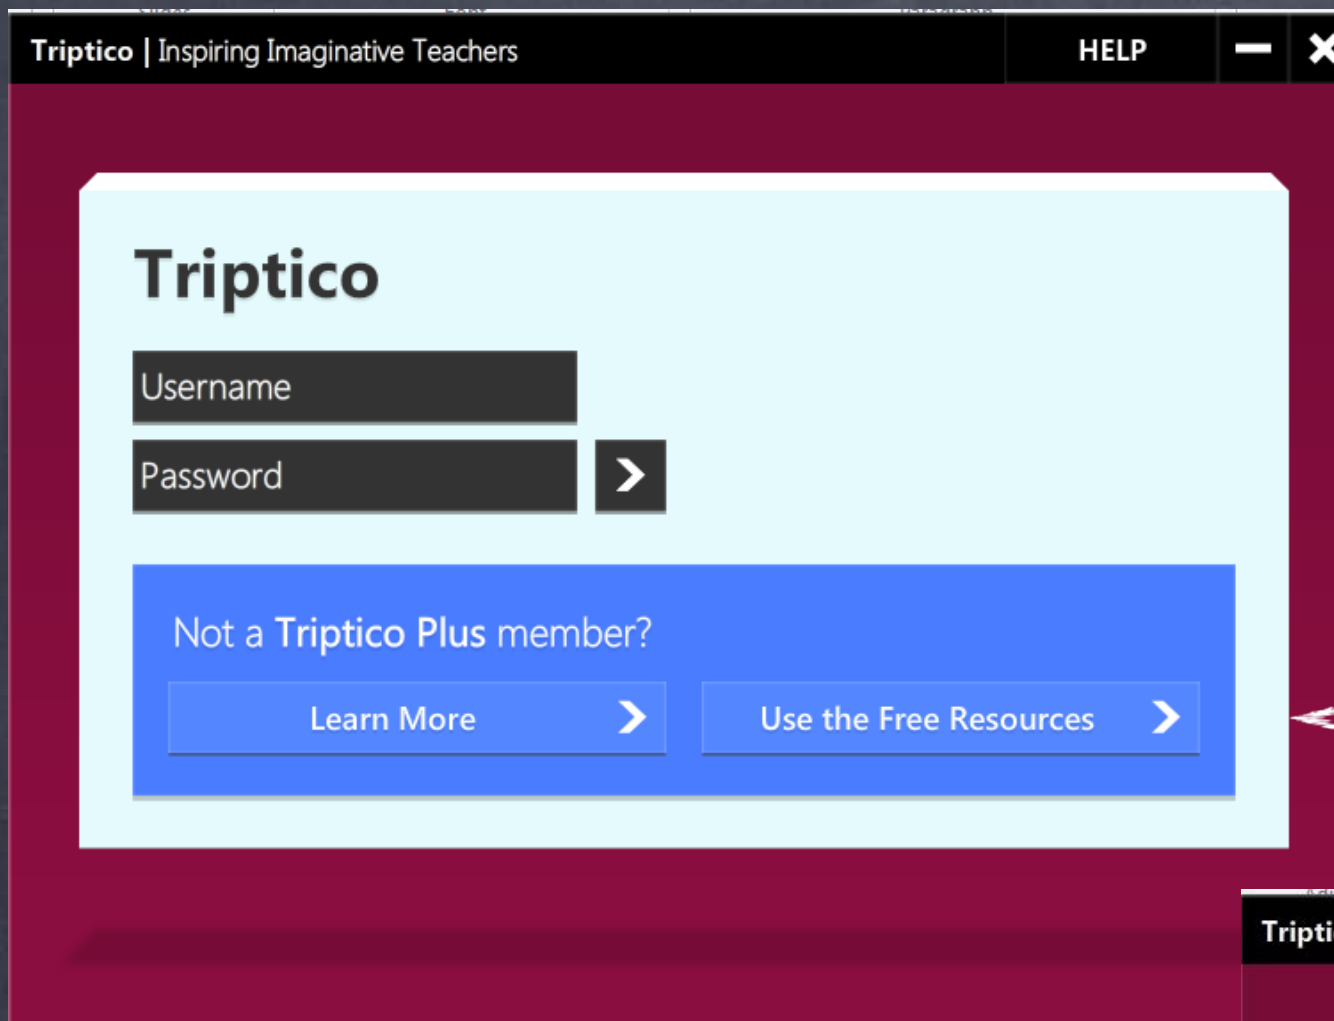 Triptico | Inspiring Imaginative Teachers
HELP
Triptico
Username
Password
Not a Triptico Plus member?
Learn More
Use the Free Resources